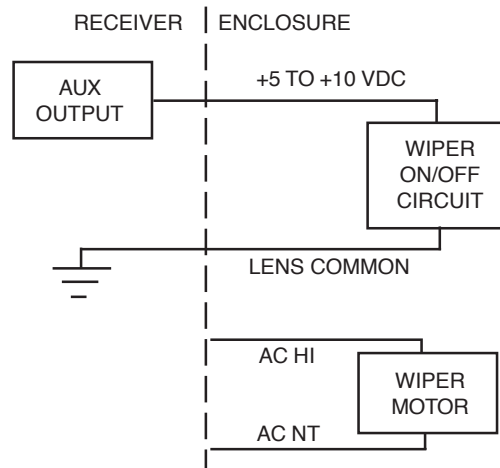 RECEIVER
ENCLOSURE
AUX
OUTPUT
+5 TO +10 VDC
WIPER
ON/OFF
CIRCUIT
LENS COMMON
AC HI
WIPER
MOTOR
AC NT